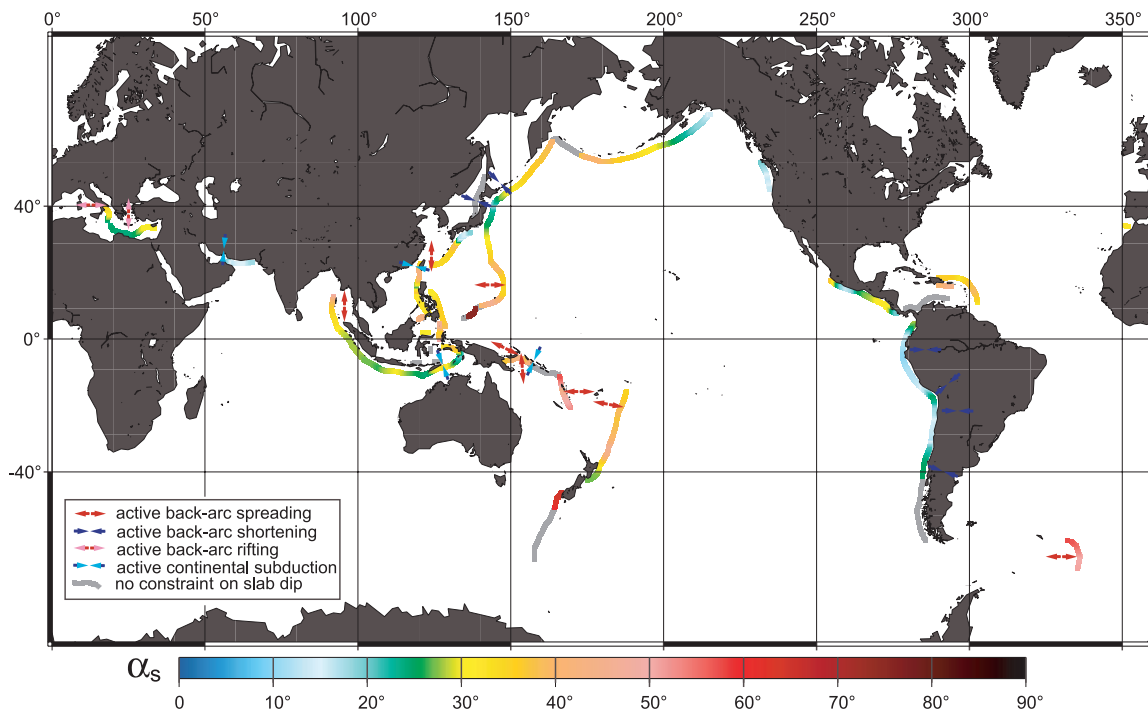 0° 50° 100° 150° 200° 250° 300° 350°
40°
0°
-40°
active back-arc spreading
active back-arc shortening
active back-arc rifting
active continental subduction
no constraint on slab dip
αs
0 10° 20° 30° 40° 50° 60° 70° 80° 90°